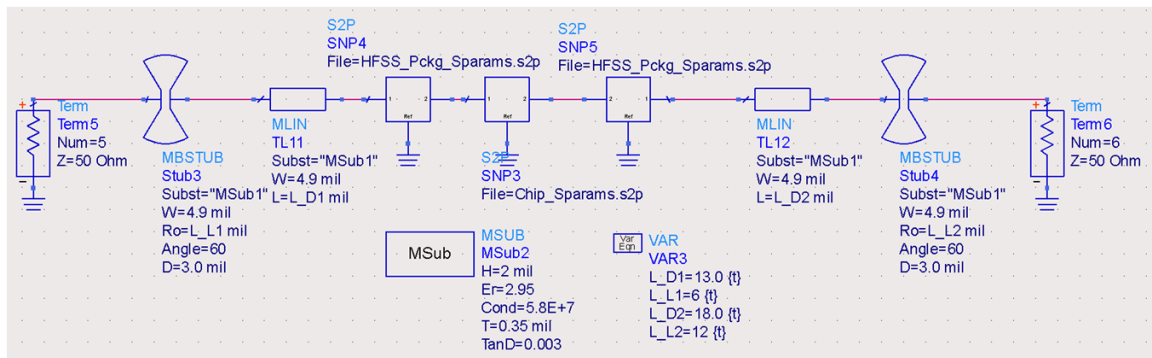 S2P
SNP4
File=HFSS_Pckg_Sparams.s2p
S2P
SNP5
File=HFSS_Pckg_Sparams.s2p
+
Term
Term5
Num=5
Z=50 Ohm
-
MBSTUB
Stub3
Subst="MSub1"
W=4.9 mil
Ro=L_L1 mil
Angle=60
D=3.0 mil
MLIN
TL11
Subst="MSub1"
W=4.9 mil
L=L_D1 mil
1 2
Ref
1 2
Ref
S2P
SNP3
File=Chip_Sparams.s2p
2 1
Ref
MLIN
TL12
Subst="MSub1"
W=4.9 mil
L=L_D2 mil
MBSTUB
Stub4
Subst="MSub1"
W=4.9 mil
Ro=L_L2 mil
Angle=60
D=3.0 mil
+
Term
Term6
Num=6
Z=50 Ohm
-
MSub
MSUB
MSub2
H=2 mil
Er=2.95
Cond=5.8E+7
T=0.35 mil
TanD=0.003
Var
Eqn
VAR
VAR3
L_D1=13.0 {t}
L_L1=6 {t}
L_D2=18.0 {t}
L_L2=12 {t}